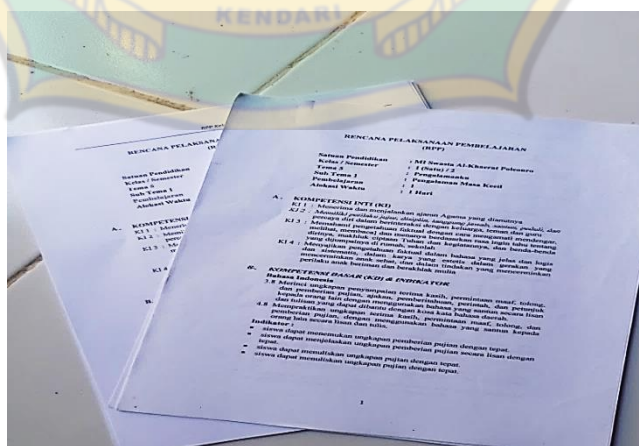 KENDARI
RPP Kel
RENCANA PELAKSANAA
(RPP)
Satuan Pendidikan
Kelas / Semester
Tema 5
Sub Tema 1
Pembelajaran
Alokasi Waktu
A. KOMPETENSI
KI 1 : Menerim
KI 2 : Mem
KI 3 :
KI 4
B.
RENCANA PELAKSANAAN PEMBELAJARAN
(RPP)
Satuan Pendidikan : MI Swasta Al-Khaerat
Kelas / Semester : 1 (Satu) / 2
Tema 5 : Pengalamanku
Sub Tema 1 : Pengalaman Masa Kecil
Pembelajaran : 1
Alokasi Waktu : 1 Hari
A. KOMPETENSI INTI (KI)
KI 1 : Menerima dan menjalankan ajaran Agama yang dianutnya
KI 2 : Memiliki perilaku jujur, disiplin, tanggung jawab, santun, peduli, dan
percaya diri dalam berinteraksi dengan keluarga, teman dan guru
KI 3 : Memahami pengetahuan faktual dengan cara mengamati mendengar,
melihat, membaca] dan menanya berdasarkan rasa ingin tahu tentang
dirinya, makhluk ciptaan Tuhan dan kegiatannya, dan benda-benda
yang dijumpainya di rumah, sekolah
KI 4 : Menyajikan pengetahuan faktual dalam bahasa yang jelas dan logis
dan sistematis, dalam karya yang estetis dalam gerakan yang
mencerminkan anak sehat, dan dalam tindakan yang mencerminkan
perilaku anak beriman dan berakhlak mulia
B. KOMPETENSI DASAR (KD) & INDIKATOR
Bahasa Indonesia
3.8 Merinci ungkapan penyampaian terima kasih, permintaan maaf, tolong,
dan pemberian pujian, ajakan, pemberitahuan, perintah, dan petunjuk
kepada orang lain dengan menggunakan bahasa yang santun secara lisan
dan tulisan yang dapat dibantu dengan kosa kata bahasa daerah.
4.8 Mempraktikan ungkapan terima kasih, permintaan maaf, tolong, dan
pemberian pujian, dengan menggunakan bahasa yang santun kepada
orang lain secara lisan dan tulis.
Indikator :
• siswa dapat menemukan ungkapan pemberian pujian dengan tepat.
• siswa dapat menjelaskan ungkapan pemberian pujian secara lisan dengan
tepat.
• siswa dapat menuliskan ungkapan pujian dengan tepat.
• siswa dapat menuliskan ungkapan pujian dengan tepat.
1